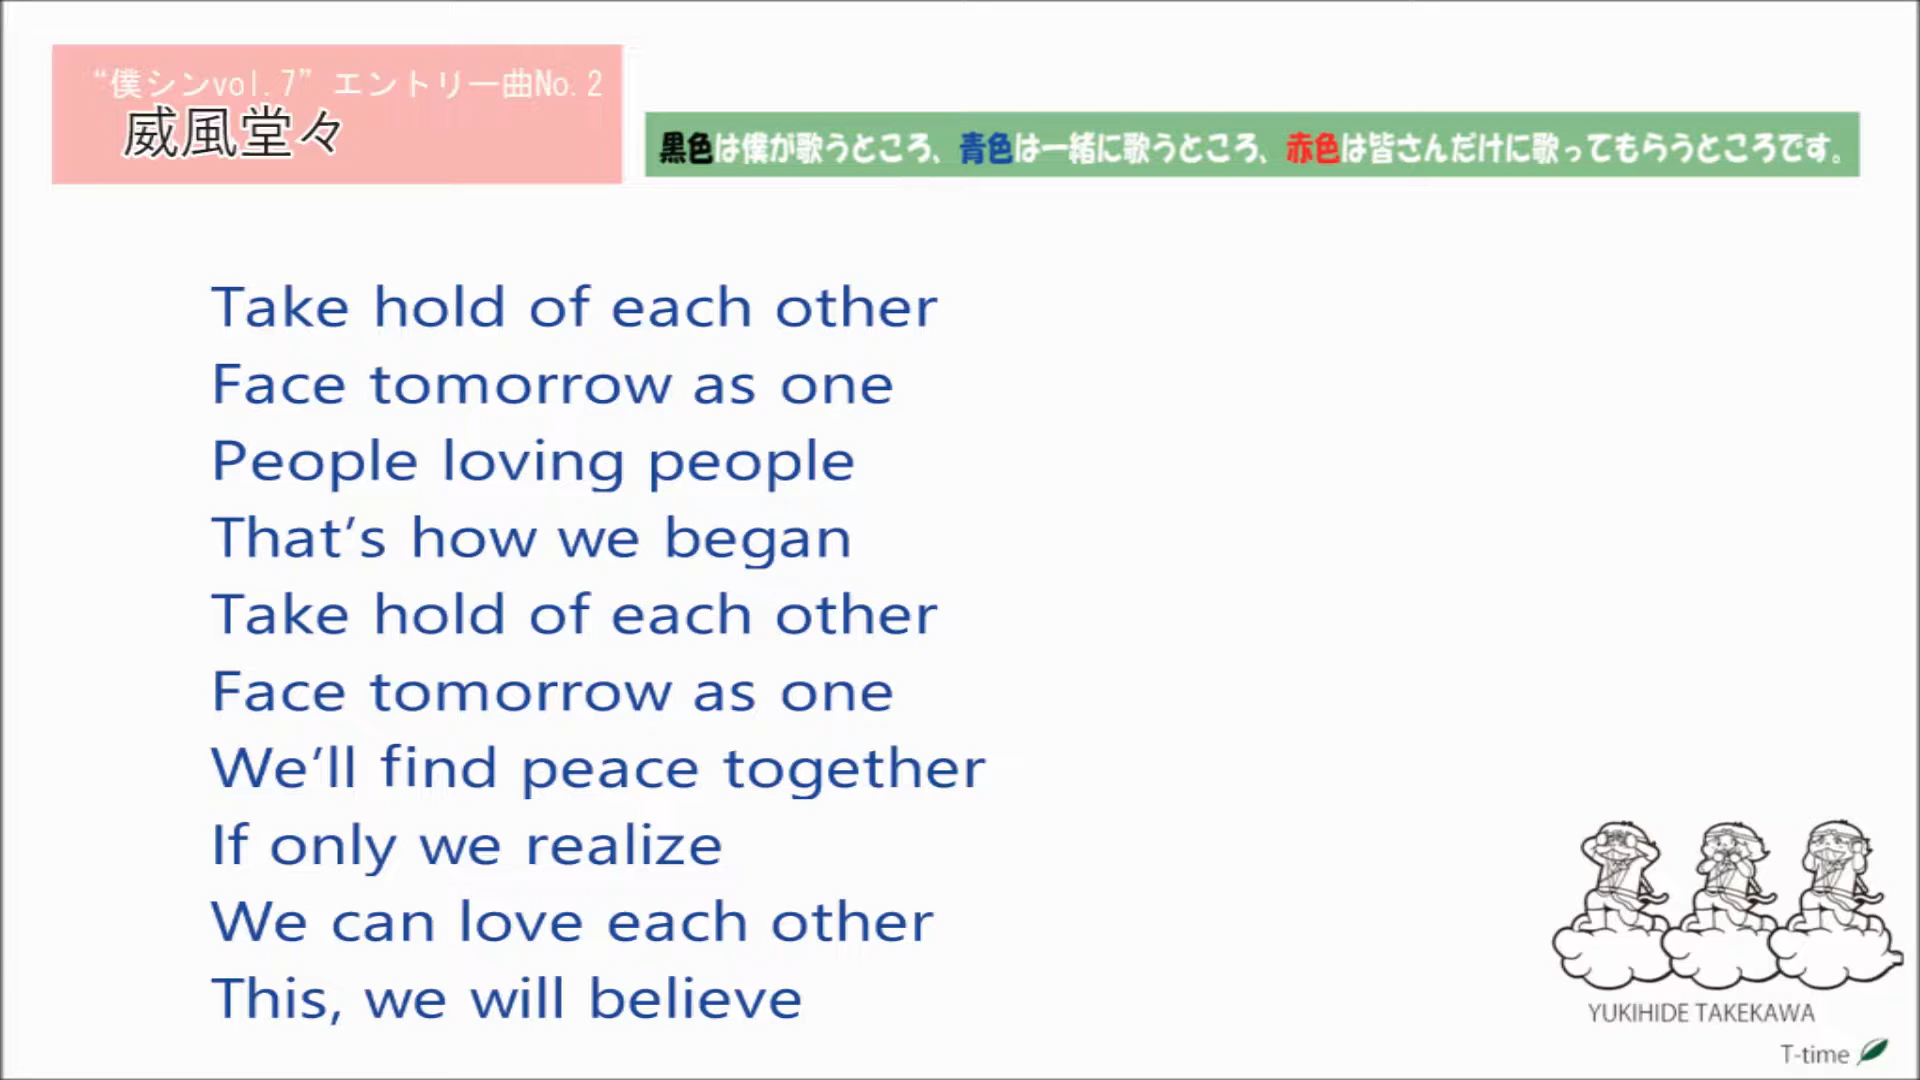 “僕シンvol.7” エントリー曲No.2
威風堂々
黒色は僕が歌うところ、青色は一緒に歌うところ、赤色は皆さんだけに歌ってもらうところです。
Take hold of each other
Face tomorrow as one
People loving people
That’s how we began
Take hold of each other
Face tomorrow as one
We’ll find peace together
If only we realize
We can love each other
This, we will believe
YUKIHIDE TAKEKAWA
T-time